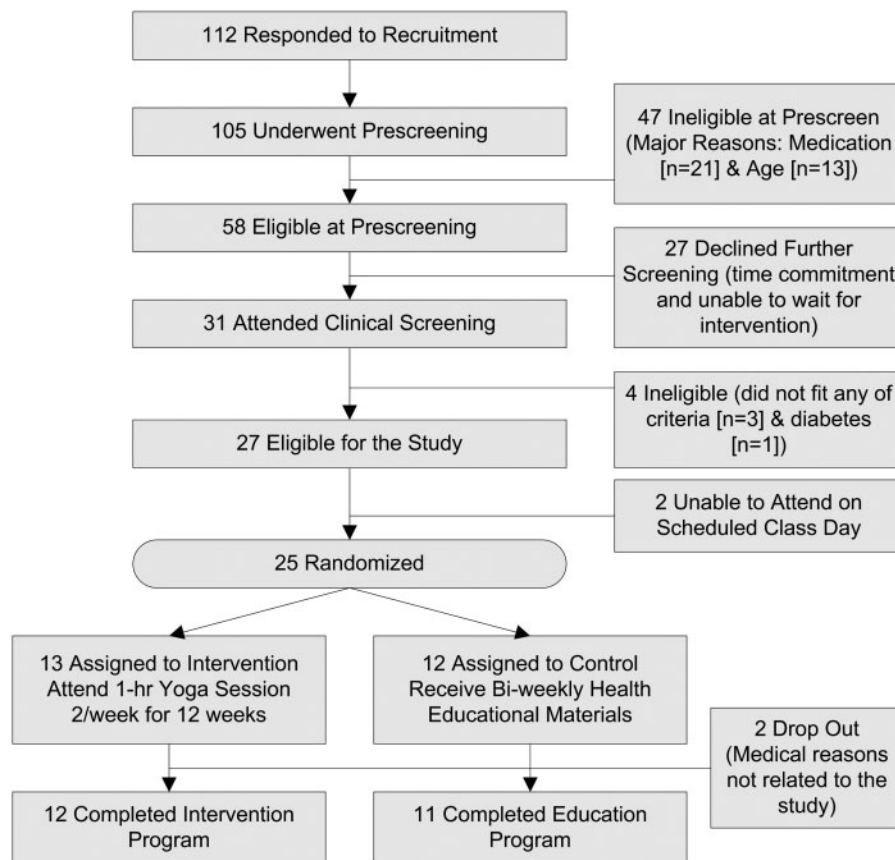 112 Responded to Recruitment
105 Underwent Prescreening
47 Ineligible at Prescreen
(Major Reasons: Medication
[n=21] & Age [n=13])
58 Eligible at Prescreening
27 Declined Further
Screening (time commitment
and unable to wait for
intervention)
31 Attended Clinical Screening
4 Ineligible (did not fit any of
criteria [n=3] & diabetes
[n=1])
27 Eligible for the Study
2 Unable to Attend on
Scheduled Class Day
25 Randomized
13 Assigned to Intervention
Attend 1-hr Yoga Session
2/week for 12 weeks
12 Assigned to Control
Receive Bi-weekly Health
Educational Materials
2 Drop Out
(Medical reasons
not related to the
study)
12 Completed Intervention
Program
11 Completed Education
Program